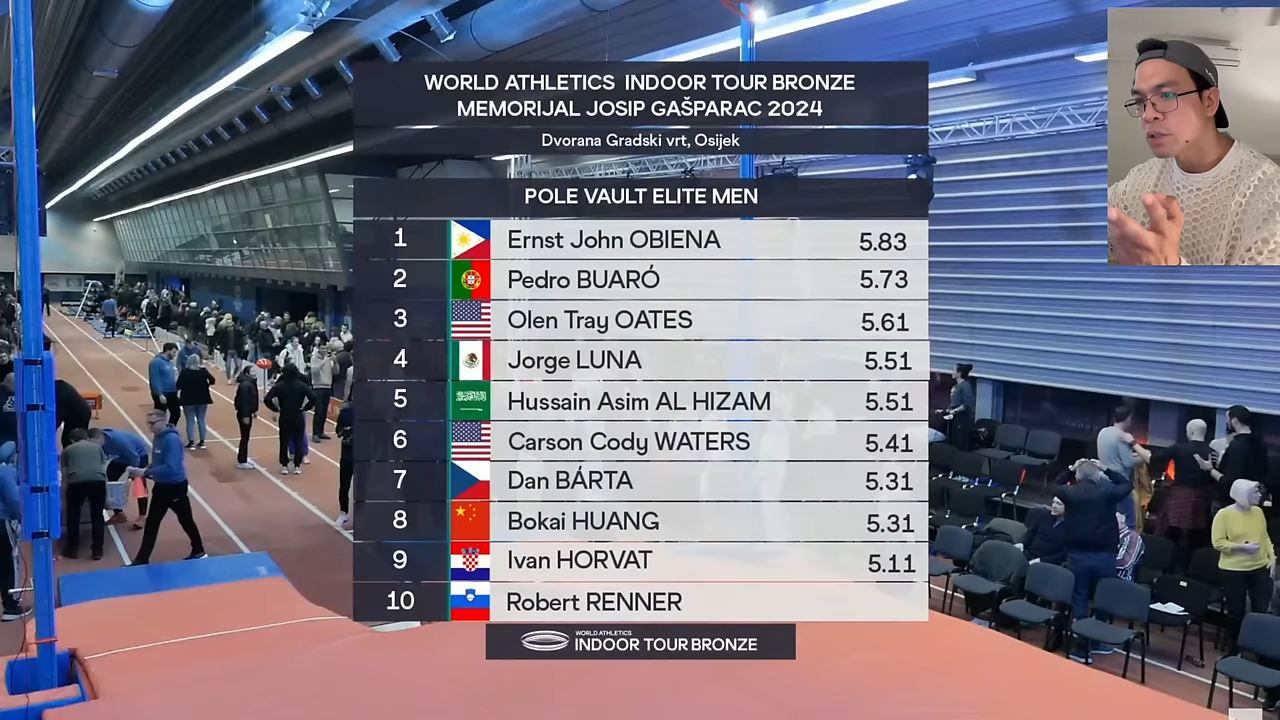 WORLD ATHLETICS INDOOR TOUR BRONZE
MEMORIJAL JOSIP GAŠPARAC 2024
Dvorana Gradski vrt, Osijek
POLE VAULT ELITE MEN
1 Ernst John OBIENA 5.83
2 Pedro BUARÓ 5.73
3 Olen Tray OATES 5.61
4 Jorge LUNA 5.51
5 Hussain Asim AL HIZAM 5.51
6 Carson Cody WATERS 5.41
7 Dan BÁRTA 5.31
8 Bokai HUANG 5.31
9 Ivan HORVAT 5.11
10 Robert RENNER
WORLD ATHLETICS
INDOOR TOUR BRONZE